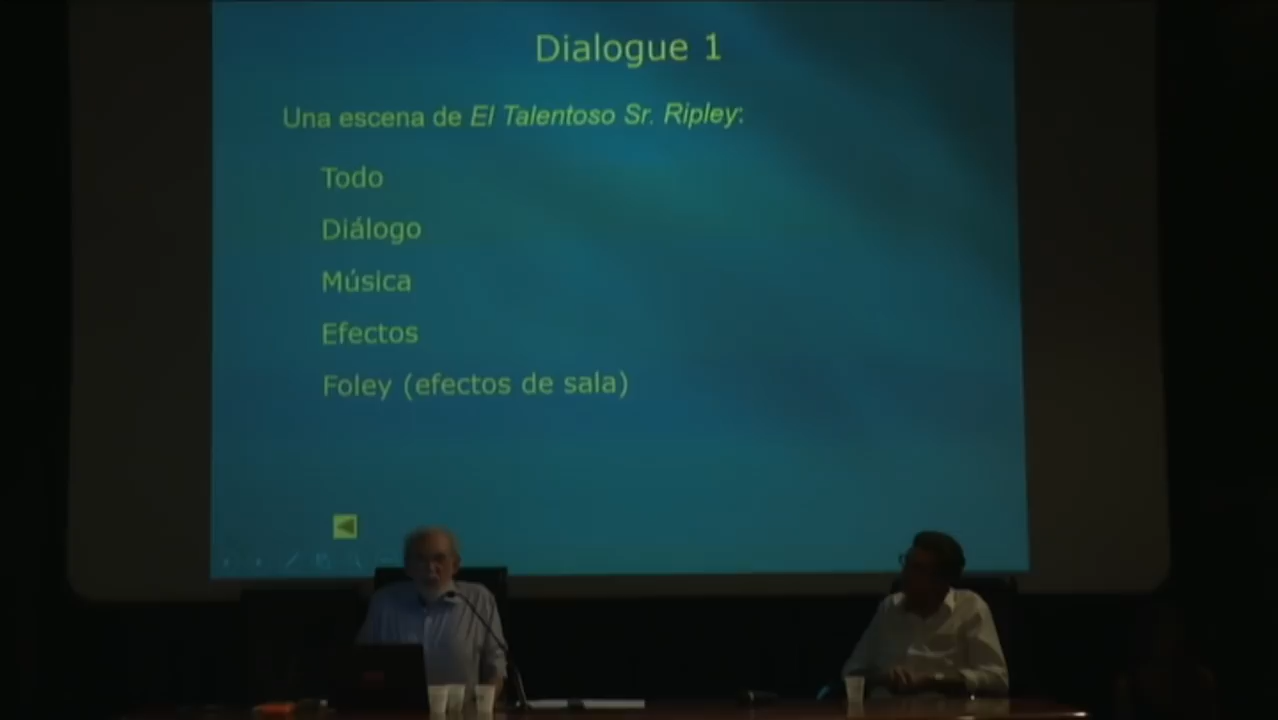 Dialogue 1
Una escena de El Talentoso Sr. Ripley:
Todo
Diálogo
Música
Efectos
Foley (efectos de sala)